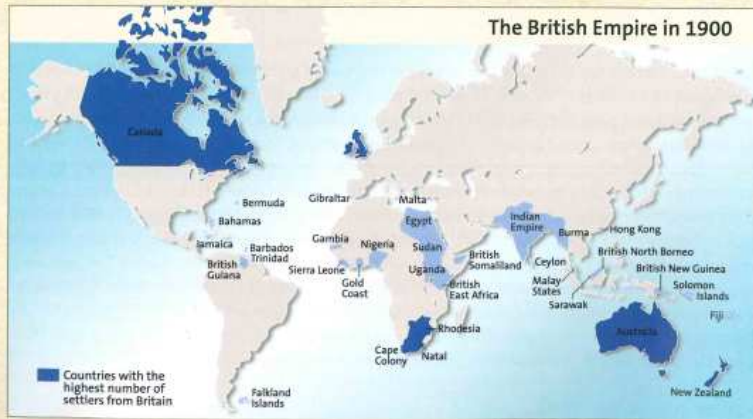 The British Empire in 1900
Canada
Bermuda
Bahamas
Jamaica
Barbados
Trinidad
British
Guiana
Gibraltar
Malta
Egypt
Gambia
Nigeria
Sudan
Sierra Leone
Gold
Coast
Uganda
British
Somaliland
British
East Africa
Indian
Empire
Burma
Hong Kong
British North Borneo
Ceylon
British New Guinea
Malay
States
Solomon
Islands
Sarawak
Fiji
Rhodesia
Cape
Colony
Natal
Australia
New Zealand
Falkland
Islands
Countries with the
highest number of
settlers from Britain